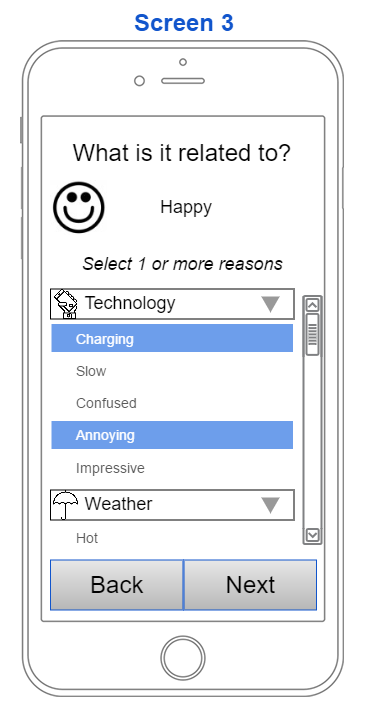 Screen 3
What is it related to?
Happy
Select 1 or more reasons
Technology
Charging
Slow
Confused
Annoying
Impressive
Weather
Hot
Back Next